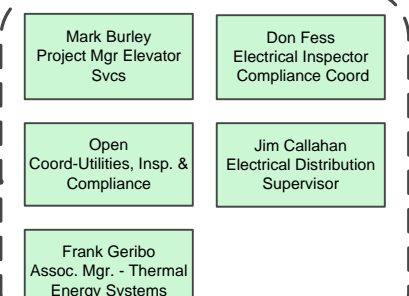 Mark Burley
Project Mgr Elevator
Svcs
Don Fess
Electrical Inspector
Compliance Coord
Open
Coord-Utilities, Insp. &
Compliance
Jim Callahan
Electrical Distribution
Supervisor
Frank Geribo
Assoc. Mgr. - Thermal
Energy Systems